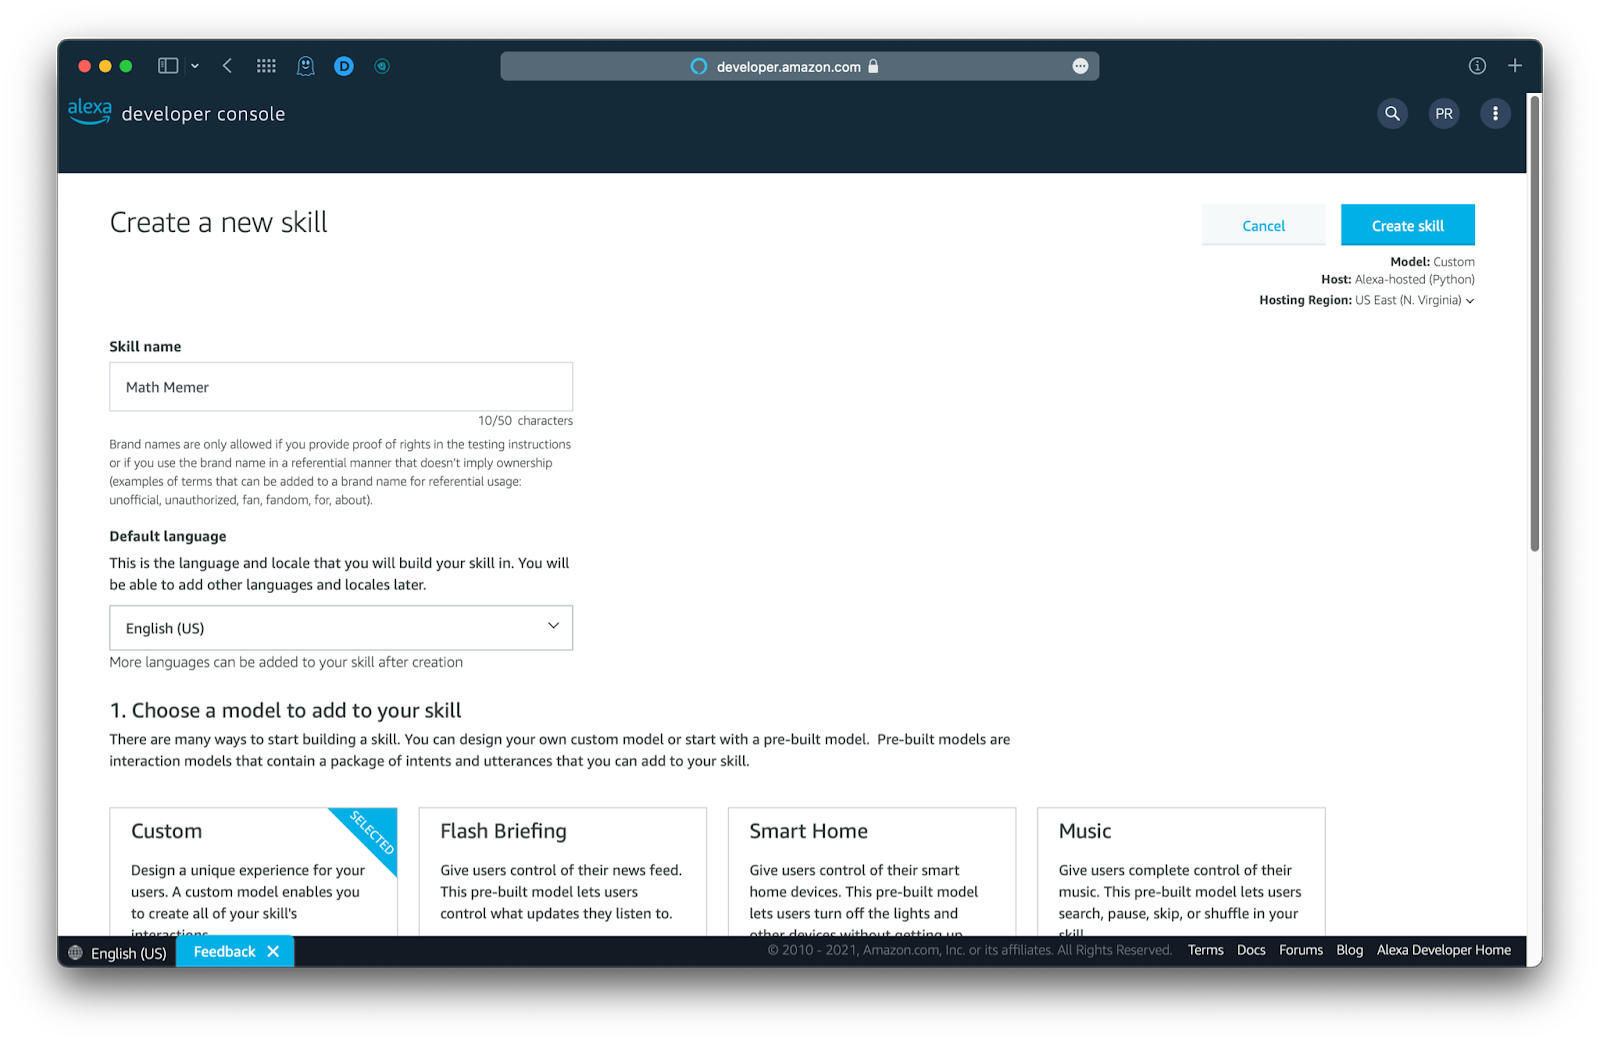 developer.amazon.com
alexa developer console
PR
Create a new skill
Cancel
Create skill
Model: Custom
Host: Alexa-hosted (Python)
Hosting Region: US East (N. Virginia)
Skill name
Math Memer
10/50 characters
Brand names are only allowed if you provide proof of rights in the testing instructions
or if you use the brand name in a referential manner that doesn't imply ownership
(examples of terms that can be added to a brand name for referential usage:
unofficial, unauthorized, fan, fandom, for, about).
Default language
This is the language and locale that you will build your skill in. You will
be able to add other languages and locales later.
English (US)
More languages can be added to your skill after creation
1. Choose a model to add to your skill
There are many ways to start building a skill. You can design your own custom model or start with a pre-built model. Pre-built models are
interaction models that contain a package of intents and utterances that you can add to your skill.
Custom
SELECTED
Design a unique experience for your
users. A custom model enables you
to create all of your skill's
interactions.
Flash Briefing
Give users control of their news feed.
This pre-built model lets users
control what updates they listen to.
Smart Home
Give users control of their smart
home devices. This pre-built model
lets users turn off the lights and
other devices without getting up.
Music
Give users complete control of their
music. This pre-built model lets users
search, pause, skip, or shuffle in your
skill.
English (US)
Feedback
© 2010 - 2021, Amazon.com, Inc. or its affiliates. All Rights Reserved.
Terms
Docs
Forums
Blog
Alexa Developer Home